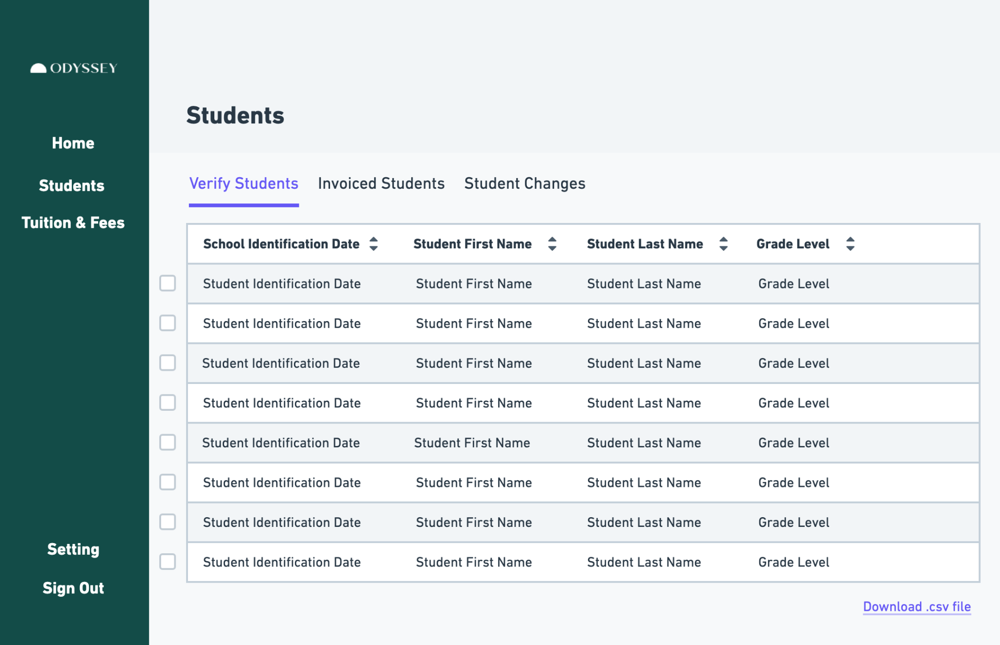 ODYSSEY
Home
Students
Tuition & Fees
Setting
Sign Out
Students
Verify Students Invoiced Students Student Changes
School Identification Date Student First Name Student Last Name Grade Level
Student Identification Date Student First Name Student Last Name Grade Level
Student Identification Date Student First Name Student Last Name Grade Level
Student Identification Date Student First Name Student Last Name Grade Level
Student Identification Date Student First Name Student Last Name Grade Level
Student Identification Date Student First Name Student Last Name Grade Level
Student Identification Date Student First Name Student Last Name Grade Level
Student Identification Date Student First Name Student Last Name Grade Level
Student Identification Date Student First Name Student Last Name Grade Level
Download .csv file